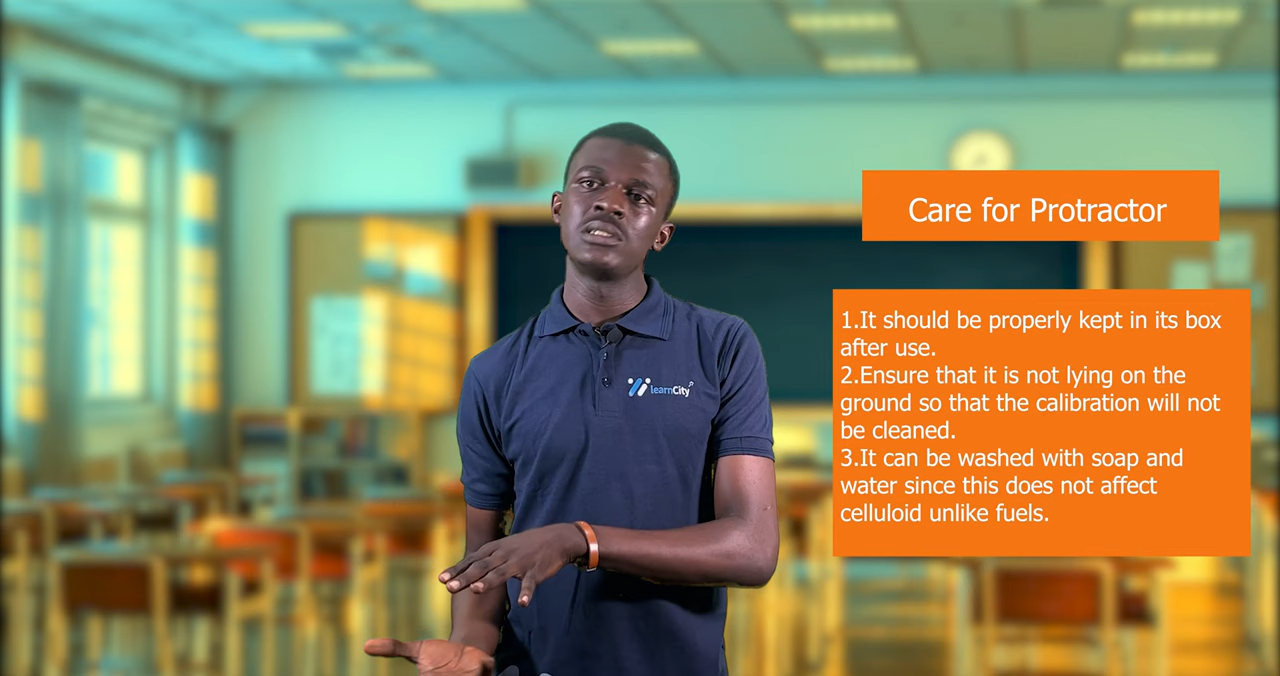 Care for Protractor
1.It should be properly kept in its box
after use.
2.Ensure that it is not lying on the
ground so that the calibration will not
be cleaned.
3.It can be washed with soap and
water since this does not affect
celluloid unlike fuels.
learnCity